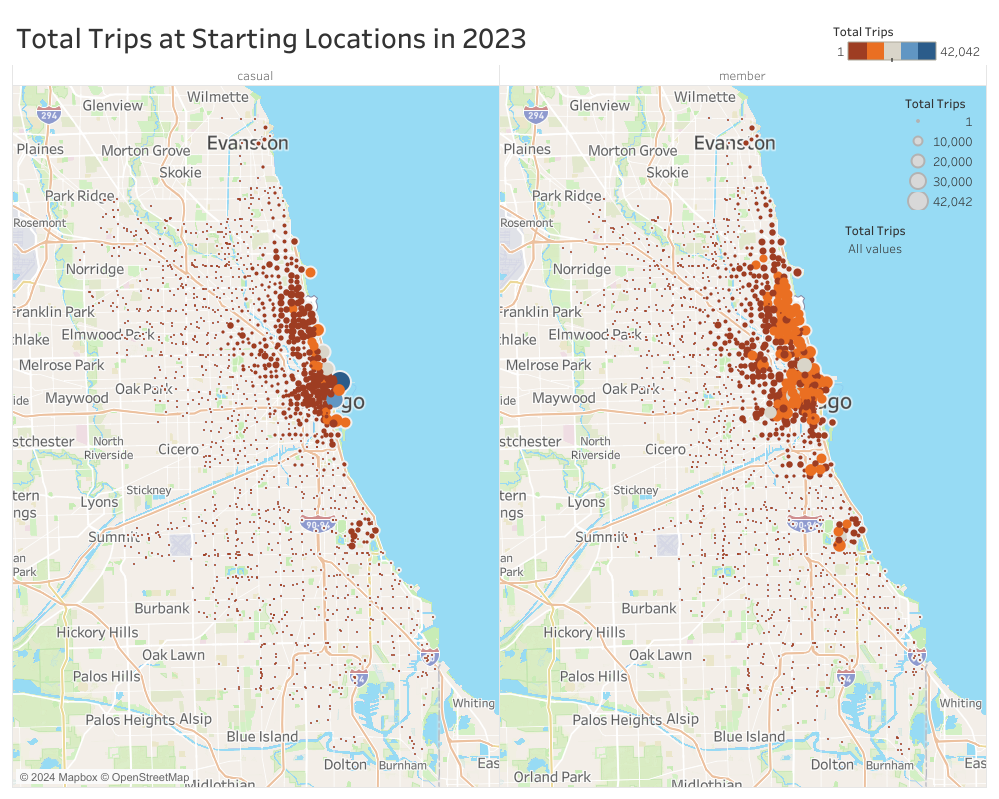 Total Trips at Starting Locations in 2023
Total Trips
1 42,042
casual
member
Wilmette
Glenview
294
Plaines
Morton Grove
Evanston
Skokie
Park Ridge
Rosemont
Norridge
Franklin Park
Elmwood Park
hlake
Melrose Park
Oak Park
ide
Maywood
go
stchester
North
Riverside
Cicero
tern
ngs
Lyons
Stickney
90-94
Summit
an
Park
Burbank
Hickory Hills
Oak Lawn
Palos Hills
94
Whiting
Palos Heights
Alsip
Blue Island
Dolton
Burnham
Eas
© 2024 Mapbox © OpenStreetMap
Midlothian
Wilmette
Glenview
294
Plaines
Morton Grove
Evanston
Skokie
Park Ridge
Rosemont
Norridge
Franklin Park
Elmwood Park
hlake
Melrose Park
Oak Park
ide
Maywood
go
stchester
North
Riverside
Cicero
tern
ngs
Lyons
Stickney
90-94
Summit
an
Park
Burbank
Hickory Hills
Oak Lawn
Palos Hills
94
Whiting
Palos Heights
Alsip
Blue Island
Dolton
Burnham
Eas
Orland Park
Midlothian
Total Trips
1
10,000
20,000
30,000
42,042
Total Trips
All values